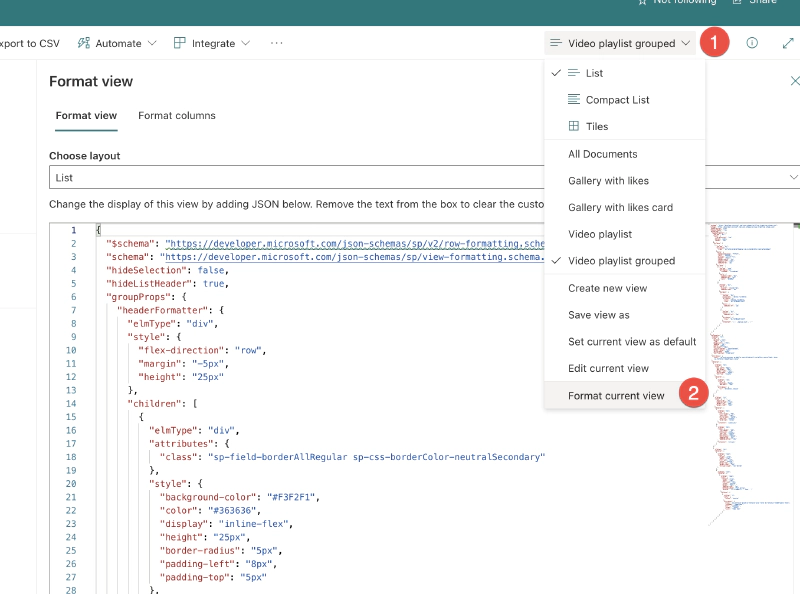 Not following
Share
xport to CSV
Automate
Integrate
···
Video playlist grouped
1
Format view
Format view
Format columns
Choose layout
List
Change the display of this view by adding JSON below. Remove the text from the box to clear the custo
List
Compact List
Tiles
All Documents
Gallery with likes
Gallery with likes card
Video playlist
Video playlist grouped
Create new view
Save view as
Set current view as default
Edit current view
Format current view
2
1 {
2 "$schema": "https://developer.microsoft.com/json-schemas/sp/v2/row-formatting.sche
3 "schema": "https://developer.microsoft.com/json-schemas/sp/view-formatting.schema.
4 "hideSelection": false,
5 "hideListHeader": true,
6 "groupProps": {
7 "headerFormatter": {
8 "elmType": "div",
9 "style": {
10 "flex-direction": "row",
11 "margin": "-5px",
12 "height": "25px"
13 },
14 "children": [
15 {
16 "elmType": "div",
17 "attributes": {
18 "class": "sp-field-borderAllRegular sp-css-borderColor-neutralSecondary"
19 },
20 "style": {
21 "background-color": "#F3F2F1",
22 "color": "#363636",
23 "display": "inline-flex",
24 "height": "25px",
25 "border-radius": "5px",
26 "padding-left": "8px",
27 "padding-top": "5px"
28 },